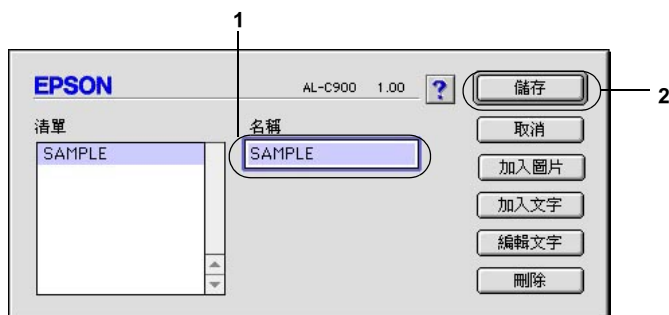 1
EPSON
AL-C900 1.00 ?
儲存
2
清單
名稱
取消
SAMPLE
SAMPLE
加入圖片
加入文字
編輯文字
刪除